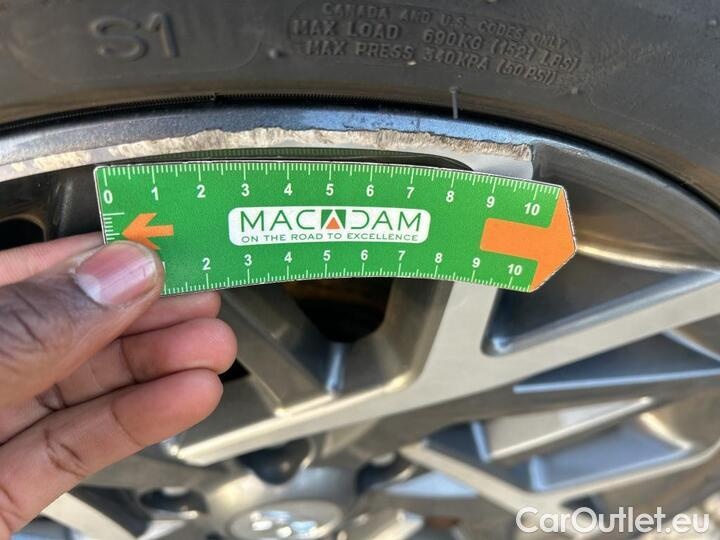 CANADA AND U.S. CODES ONLY
S1
MAX LOAD 690KG (1521 LBS)
MAX PRESS 340KPA (50 PSI)
0 1 2 3 4 5 6 7 8 9 10
MACADAM
ON THE ROAD TO EXCELLENCE
2 3 4 5 6 7 8 9 10
CarOutlet.eu